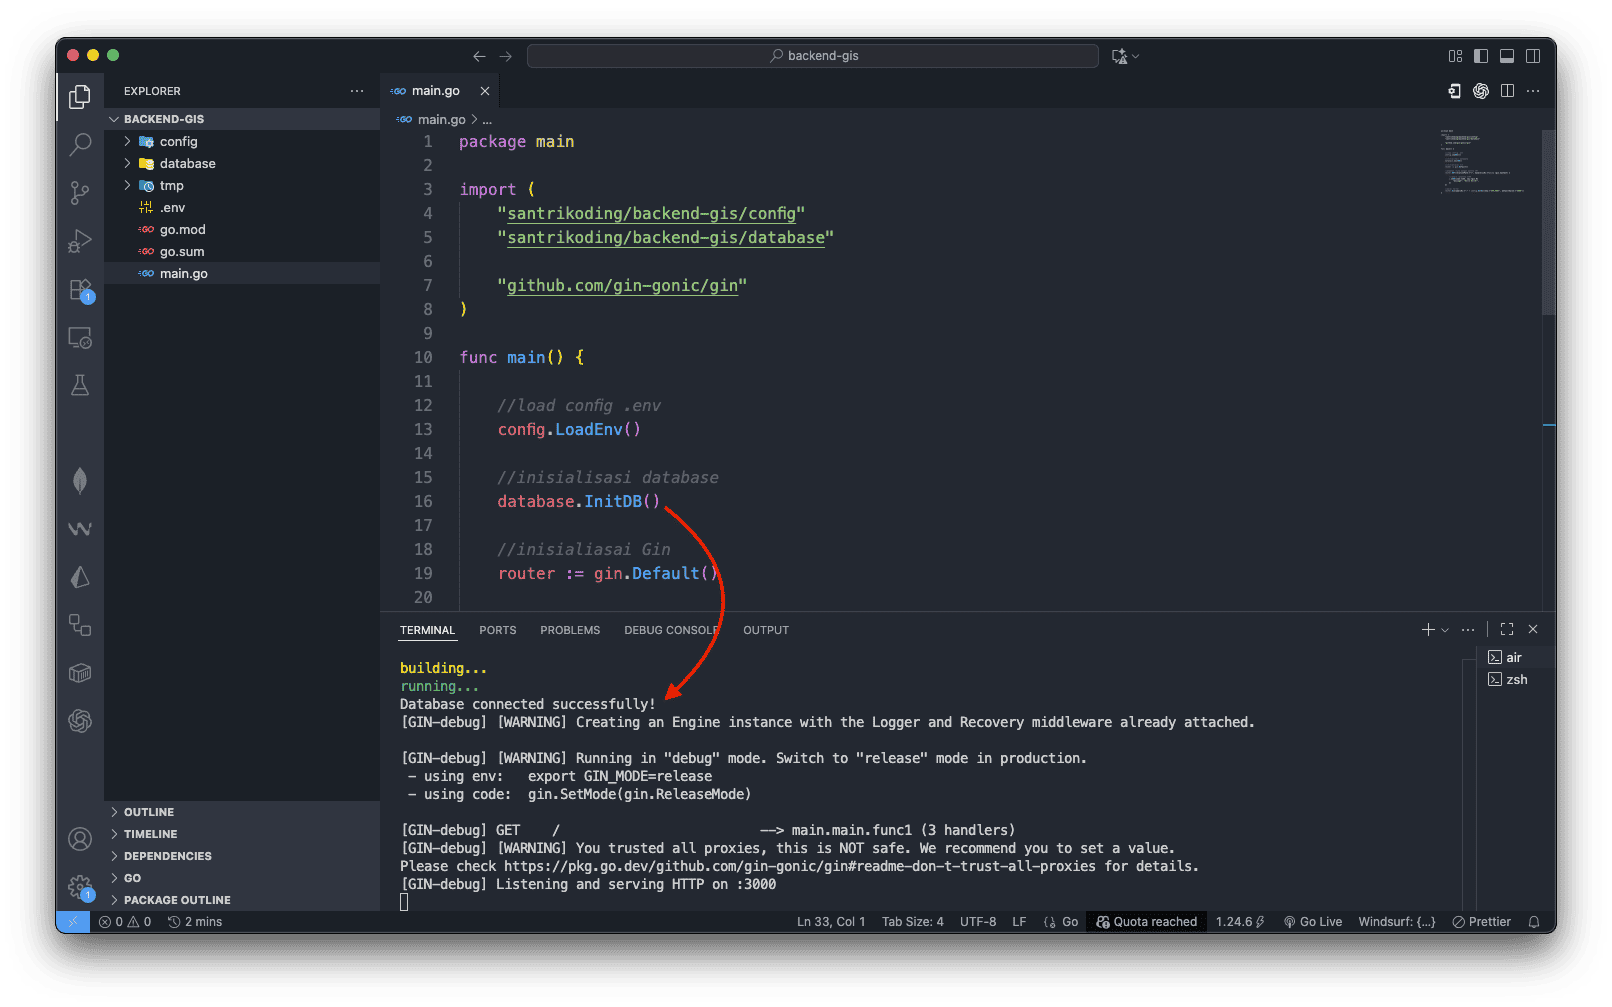 backend-gis
EXPLORER
BACKEND-GIS
config
database
tmp
.env
go.mod
go.sum
main.go
OUTLINE
TIMELINE
DEPENDENCIES
GO
PACKAGE OUTLINE
main.go
main.go > ...
1 package main
2
3 import (
4 "santrikoding/backend-gis/config"
5 "santrikoding/backend-gis/database"
6
7 "github.com/gin-gonic/gin"
8 )
9
10 func main() {
11
12 //load config .env
13 config.LoadEnv()
14
15 //inisialisasi database
16 database.InitDB()
17
18 //inisialiasai Gin
19 router := gin.Default()
20
TERMINAL PORTS PROBLEMS DEBUG CONSOLE OUTPUT
building...
running...
Database connected successfully!
[GIN-debug] [WARNING] Creating an Engine instance with the Logger and Recovery middleware already attached.
[GIN-debug] [WARNING] Running in "debug" mode. Switch to "release" mode in production.
- using env: export GIN_MODE=release
- using code: gin.SetMode(gin.ReleaseMode)
[GIN-debug] GET / --> main.main.func1 (3 handlers)
[GIN-debug] [WARNING] You trusted all proxies, this is NOT safe. We recommend you to set a value.
Please check https://pkg.go.dev/github.com/gin-gonic/gin#readme-don-t-trust-all-proxies for details.
[GIN-debug] Listening and serving HTTP on :3000
air
zsh
1
1
0 0 2 mins Ln 33, Col 1 Tab Size: 4 UTF-8 LF Go Quota reached 1.24.6 Go Live Windsurf: {...} Prettier